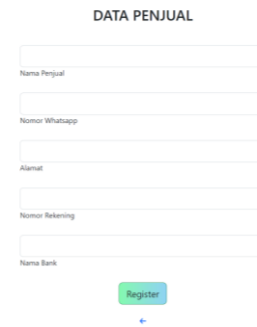 DATA PENJUAL
Nama Penjual
Nomor Whatsapp
Alamat
Nomor Rekening
Nama Bank
Register
←